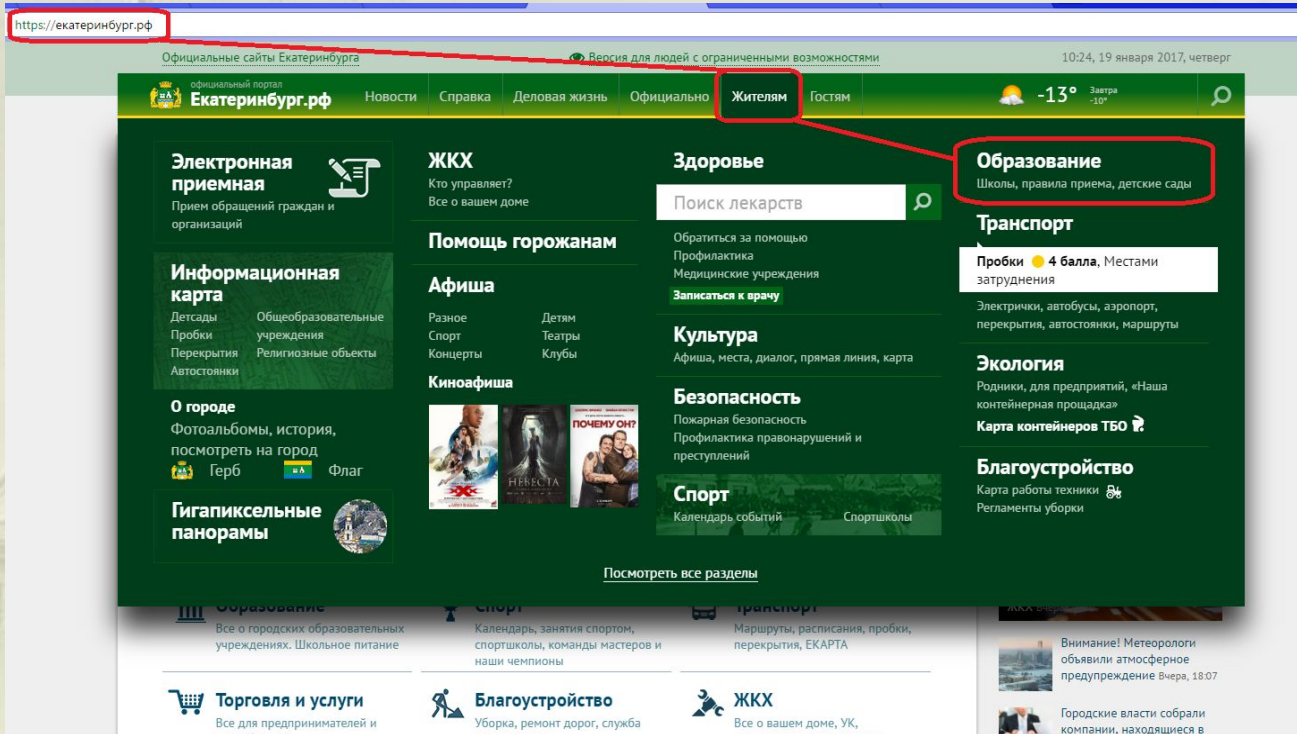 https://екатеринбург.рф
Официальные сайты Екатеринбурга
Версия для людей с ограниченными возможностями
10:24, 19 января 2017, четверг
официальный портал
Екатеринбург.рф
Новости
Справка
Деловая жизнь
Официально
Жителям
Гостям
-13°
Завтра
-10°
Электронная
приемная
Прием обращений граждан и
организаций
Информационная
карта
Детсады
Пробки
Перекрытия
Автостоянки
Общеобразовательные
учреждения
Религиозные объекты
О городе
Фотоальбомы, история,
посмотреть на город
Герб
Флаг
Гигапиксельные
панорамы
ЖКХ
Кто управляет?
Все о вашем доме
Помощь горожанам
Афиша
Разное
Спорт
Концерты
Детям
Театры
Клубы
Киноафиша
НЕВЕСТА
ПОЧЕМУ ОН?
Здоровье
Поиск лекарств
Обратиться за помощью
Профилактика
Медицинские учреждения
Записаться к врачу
Культура
Афиша, места, диалог, прямая линия, карта
Безопасность
Пожарная безопасность
Профилактика правонарушений и
преступлений
Спорт
Календарь событий
Спортшколы
Образование
Школы, правила приема, детские сады
Транспорт
Пробки 4 балла, Местами
затруднения
Электрички, автобусы, аэропорт,
перекрытия, автостоянки, маршруты
Экология
Родники, для предприятий, «Наша
контейнерная прощадка»
Карта контейнеров ТБО
Благоустройство
Карта работы техники
Регламенты уборки
Посмотреть все разделы
Образование
Все о городских образовательных
учреждениях. Школьное питание
Спорт
Календарь, занятия спортом,
спортшколы, команды мастеров и
наши чемпионы
Транспорт
Маршруты, расписания, пробки,
перекрытия, ЕКАРТА
Торговля и услуги
Все для предпринимателей и
Благоустройство
Уборка, ремонт дорог, служба
ЖКХ
Все о вашем доме, УК,
ЖКХ
Внимание! Метеорологи
объявили атмосферное
предупреждение Вчера, 18:07
Городские власти собрали
компании, находящиеся в